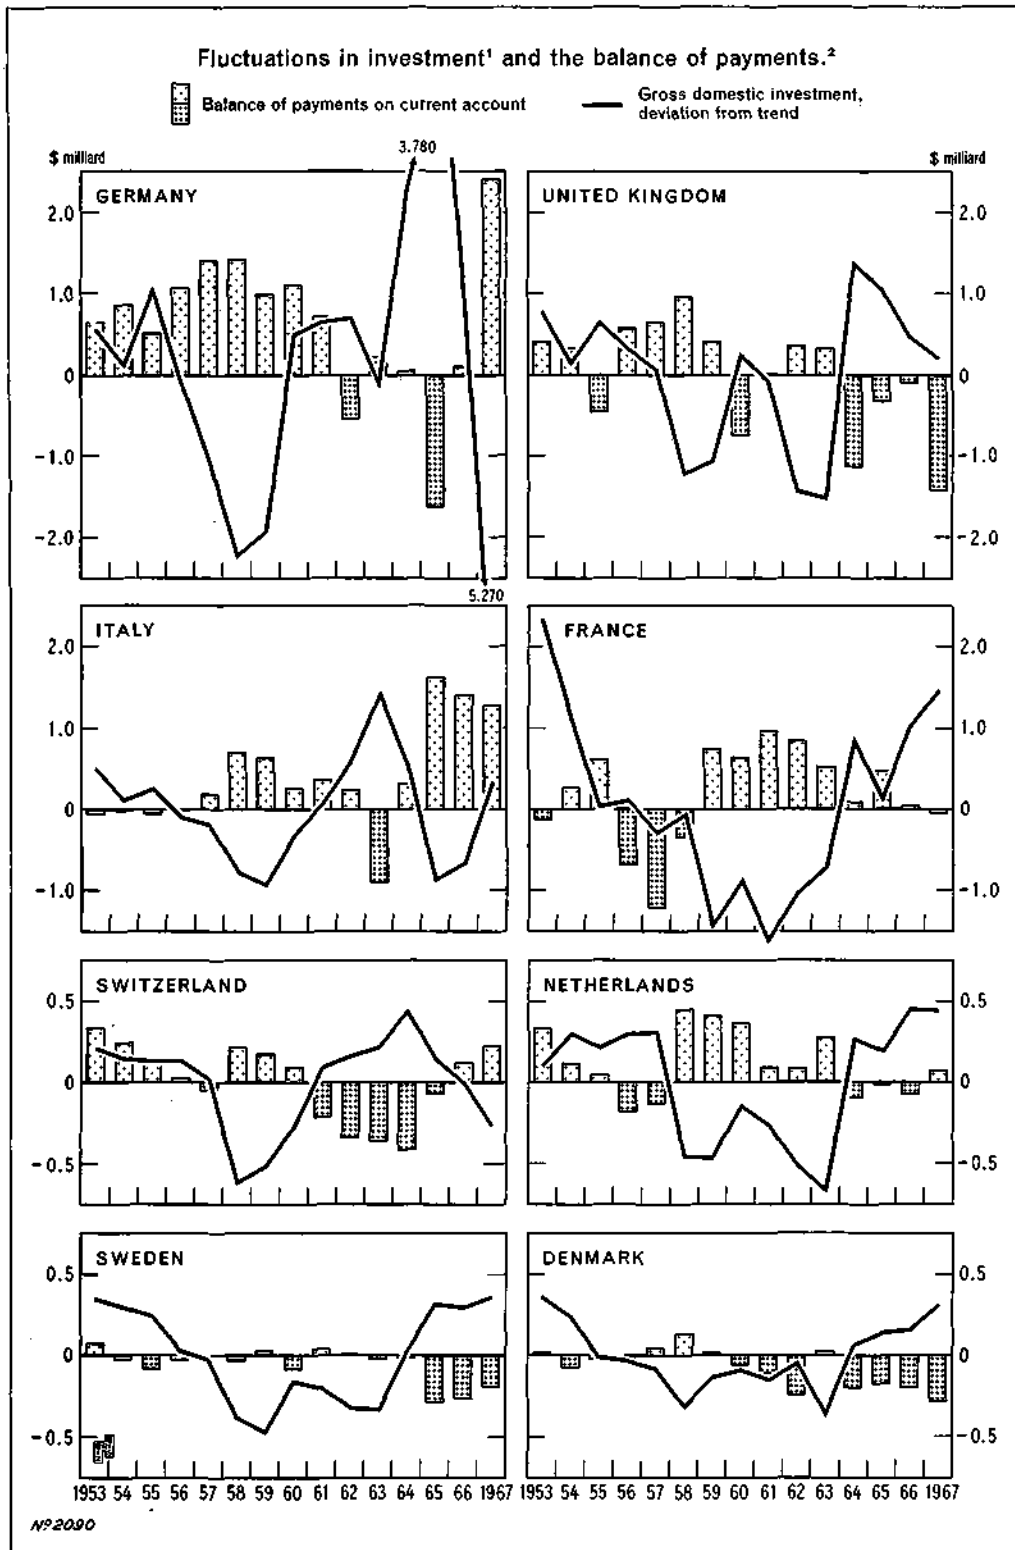 Fluctuations in investment¹ and the balance of payments.²
Balance of payments on current account
Gross domestic investment,
deviation from trend
$ milliard
3.780
$ milliard
GERMANY
2.0
1.0
0
-1.0
-2.0
5.270
UNITED KINGDOM
2.0
1.0
0
-1.0
-2.0
ITALY
2.0
1.0
0
-1.0
FRANCE
2.0
1.0
0
-1.0
SWITZERLAND
0.5
0
-0.5
NETHERLANDS
0.5
0
-0.5
SWEDEN
0.5
0
-0.5
1953 54 55 56 57 58 59 60 61 62 63 64 65 66 1967
DENMARK
0.5
0
-0.5
1953 54 55 56 57 58 59 60 61 62 63 64 65 66 1967
Nº 2090